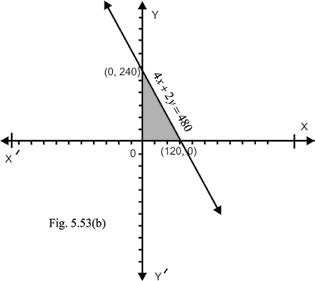 Y
(0, 240)
4x + 2y = 480
X
X′
0
(120, 0)
Fig. 5.53(b)
Y′